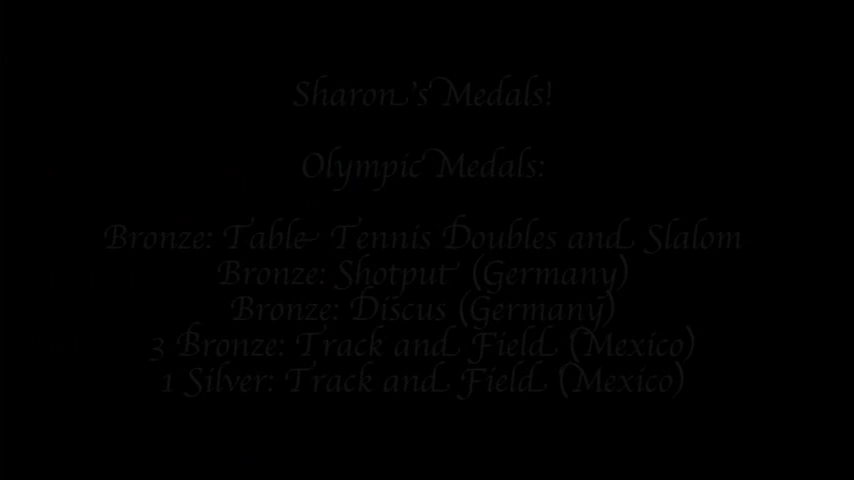 Sharon's Medals!
Olympic Medals:
Bronze: Table Tennis Doubles and Slalom
Bronze: Shotput (Germany)
Bronze: Discus (Germany)
3 Bronze: Track and Field (Mexico)
1 Silver: Track and Field (Mexico)